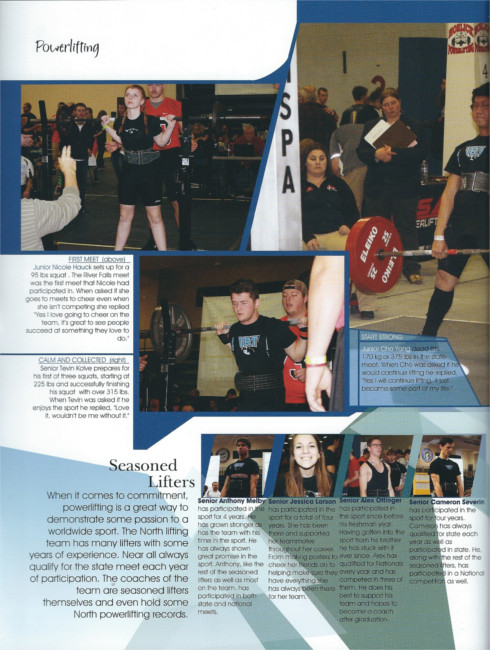 Powerlifting
WSPA
ELEIKO
25
25
FIRST MEET (above)
Junior Nicole Hauck sets up for a
95 lbs squat. The River Falls meet
was the first meet that Nicole had
participated in. When asked if she
goes to meets to cheer even when
she isn't competing she replied
"Yes I love going to cheer on the
team, it's great to see people
succeed at something they love to
do."
CALM AND COLLECTED (right)
Senior Tevin Kolve prepares for
his first of three squats, starting at
225 lbs and successfully finishing
his squat with over 315 lbs.
When Tevin was asked if he
enjoys the sport he replied, "Love
it, wouldn't be me without it."
START STRONG:
Junior Cho Yang dead lifts
170 kg or 375 lbs in the state
meet. When Cho was asked if he
would continue lifting he replied,
"Yes I will continue lifting, it just
became some part of my life."
Seasoned
Lifters
When it comes to commitment,
powerlifting is a great way to
demonstrate some passion to a
worldwide sport. The North lifting
team has many lifters with some
years of experience. Near all always
qualify for the state meet each year
of participation. The coaches of the
team are seasoned lifters
themselves and even hold some
North powerlifting records.
Senior Anthony Melby
has participated in the
sport for 4 years. He
has grown stronger as
has the team with his
time in the sport. He
has always shown
great promise in the
sport. Anthony, like the
rest of the seasoned
lifters as well as most
on the team, has
participated in both
state and national
meets.
Senior Jessica Larson
has participated in the
sport for a total of four
years. She has been
there and supported
her teammates
throughout her career.
From making posters to
cheer her friends on to
helping make sure they
have everything she
has always been there
for her team.
Senior Alex Ottinger
has participated in
the sport since before
his freshman year.
Having gotten into the
sport from his brother
he has stuck with it
ever since. Alex has
qualified for Nationals
every year and has
competed in three of
them. He does his
best to support his
team and hopes to
become a coach
after graduation.
Senior Cameron Severin
has participated in the
sport for four years.
Cameron has always
qualified for state each
year as well as
participated in state. He,
along with the rest of the
seasoned lifters, has
participated in a National
competition as well.